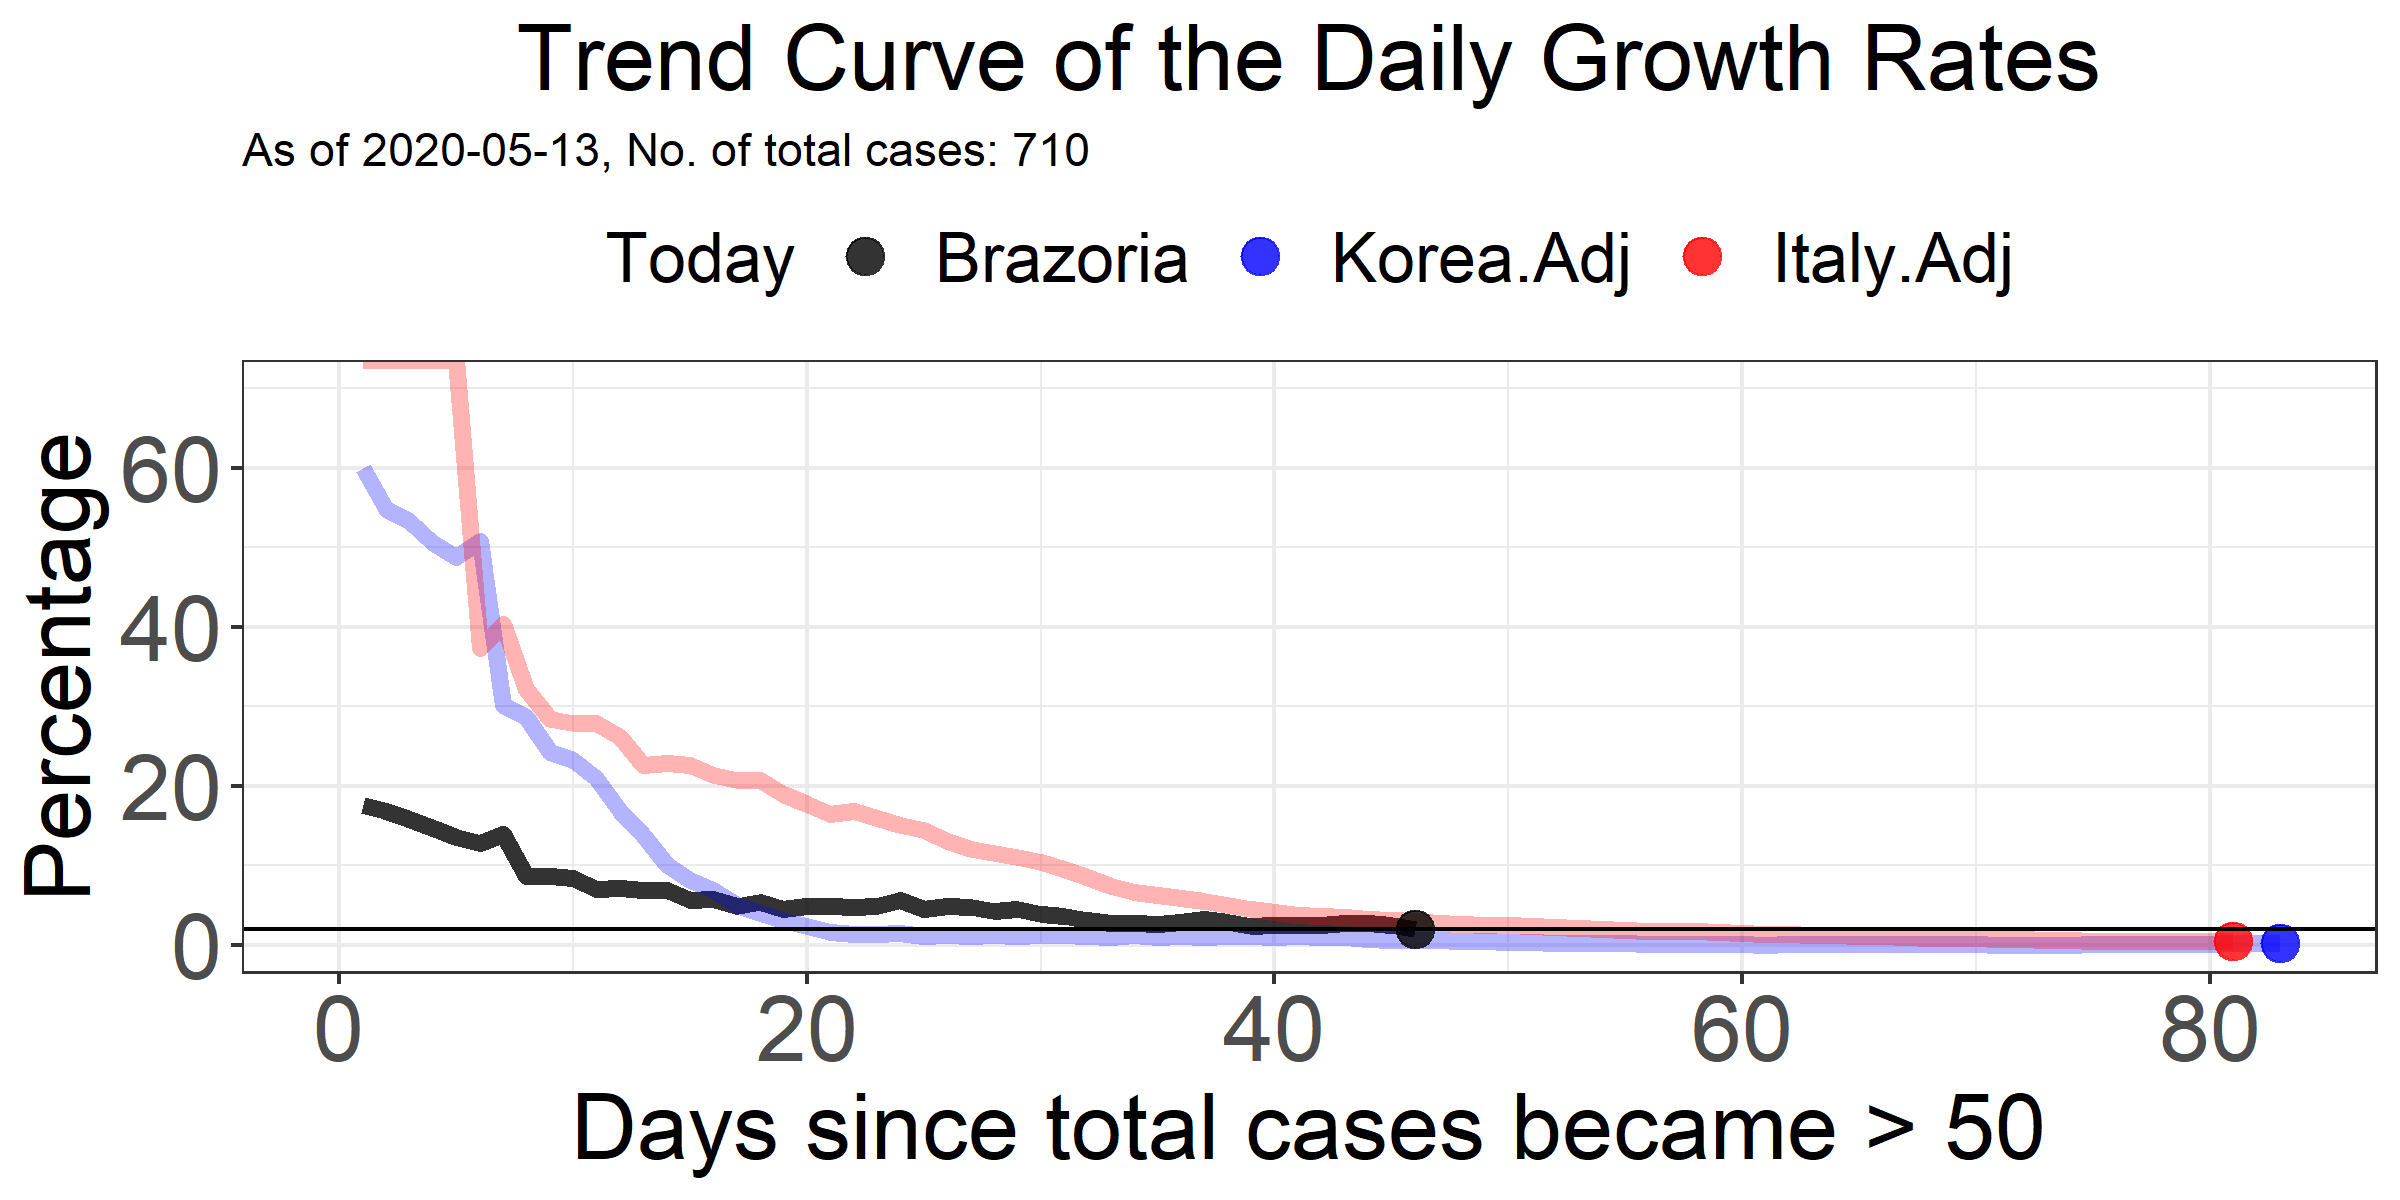 Trend Curve of the Daily Growth Rates
As of 2020-05-13, No. of total cases: 710
Today Brazoria Korea.Adj Italy.Adj
Percentage
60
40
20
0
0 20 40 60 80
Days since total cases became > 50